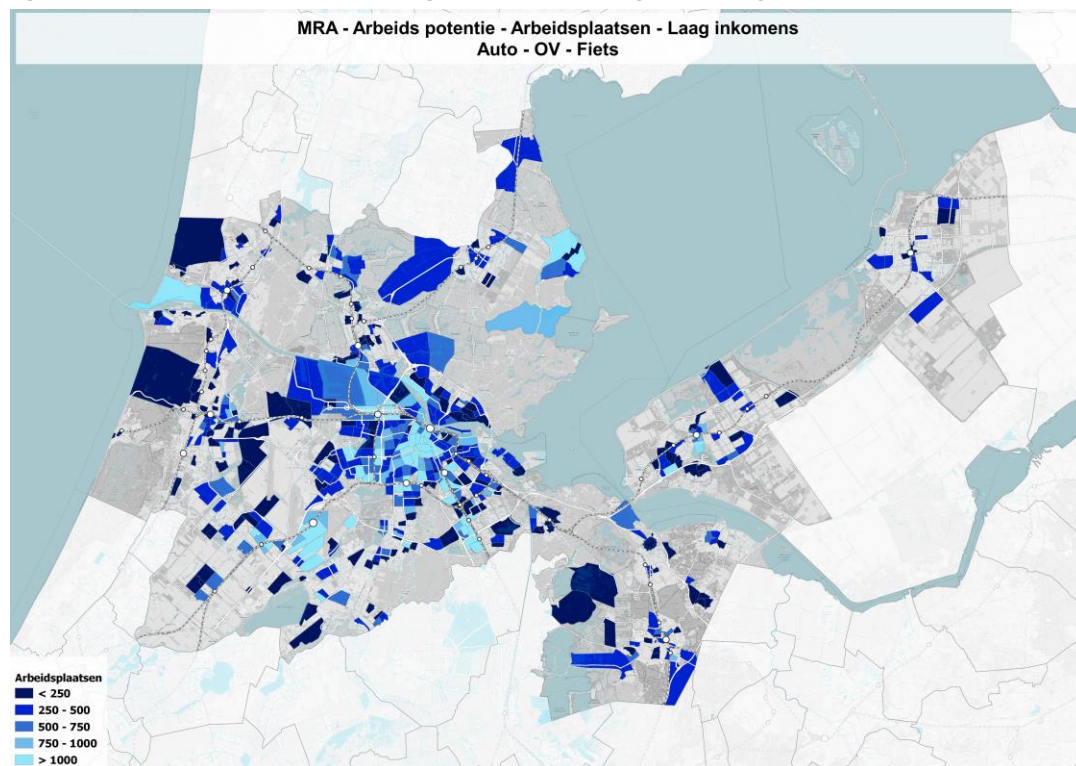 MRA - Arbeids potentie - Arbeidsplaatsen - Laag inkomens
Auto - OV - Fiets
Arbeidsplaatsen
< 250
250 - 500
500 - 750
750 - 1000
> 1000